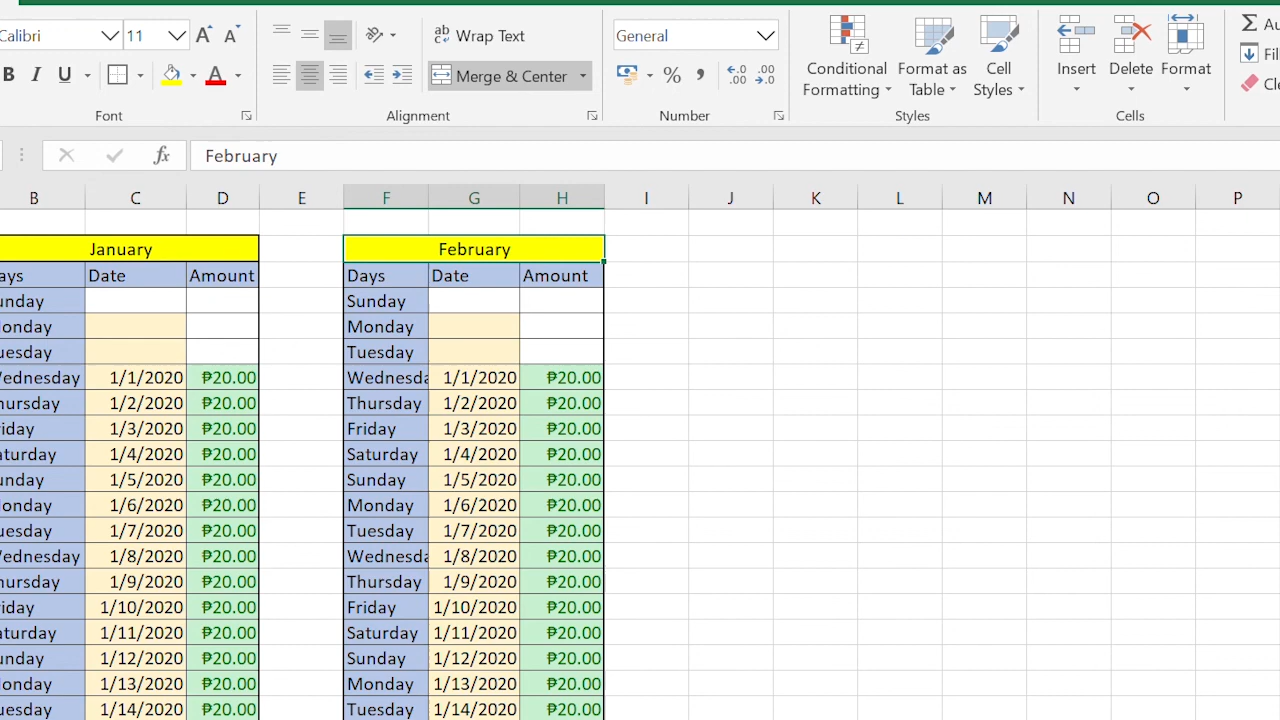 Calibri 11 A A ab Wrap Text General Σ Au
B I U A Merge & Center % , .00 .00 Conditional Formatting Format as Table Cell Styles Insert Delete Format Fil
Cle
Font Alignment Number Styles Cells
fx February
B C D E F G H I J K L M N O P
January February
ays Date Amount Days Date Amount
unday Sunday
onday Monday
uesday Tuesday
ednesday 1/1/2020 ₱20.00 Wednesda 1/1/2020 ₱20.00
hursday 1/2/2020 ₱20.00 Thursday 1/2/2020 ₱20.00
iday 1/3/2020 ₱20.00 Friday 1/3/2020 ₱20.00
aturday 1/4/2020 ₱20.00 Saturday 1/4/2020 ₱20.00
unday 1/5/2020 ₱20.00 Sunday 1/5/2020 ₱20.00
onday 1/6/2020 ₱20.00 Monday 1/6/2020 ₱20.00
uesday 1/7/2020 ₱20.00 Tuesday 1/7/2020 ₱20.00
ednesday 1/8/2020 ₱20.00 Wednesda 1/8/2020 ₱20.00
hursday 1/9/2020 ₱20.00 Thursday 1/9/2020 ₱20.00
iday 1/10/2020 ₱20.00 Friday 1/10/2020 ₱20.00
aturday 1/11/2020 ₱20.00 Saturday 1/11/2020 ₱20.00
unday 1/12/2020 ₱20.00 Sunday 1/12/2020 ₱20.00
onday 1/13/2020 ₱20.00 Monday 1/13/2020 ₱20.00
uesday 1/14/2020 ₱20.00 Tuesday 1/14/2020 ₱20.00